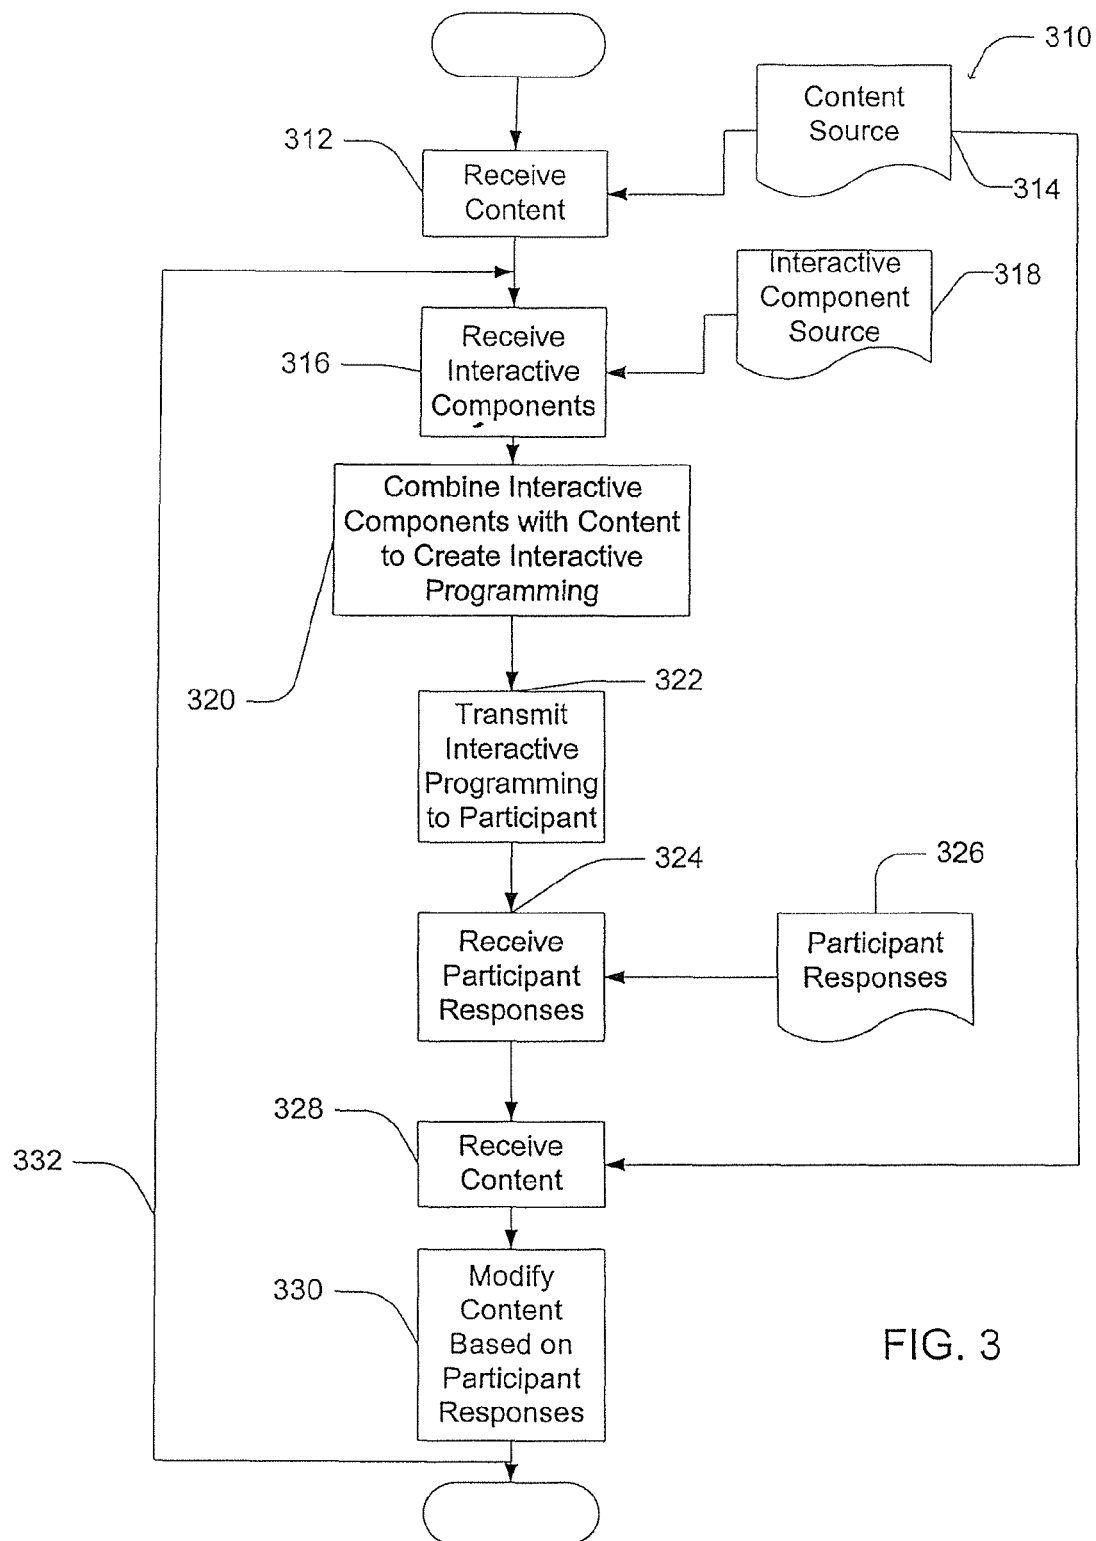 310
Content
Source
314
312
Receive
Content
Interactive
Component
Source
318
316
Receive
Interactive
Components
Combine Interactive
Components with Content
to Create Interactive
Programming
320
322
Transmit
Interactive
Programming
to Participant
324
326
Receive
Participant
Responses
Participant
Responses
328
Receive
Content
332
330
Modify
Content
Based on
Participant
Responses
FIG. 3